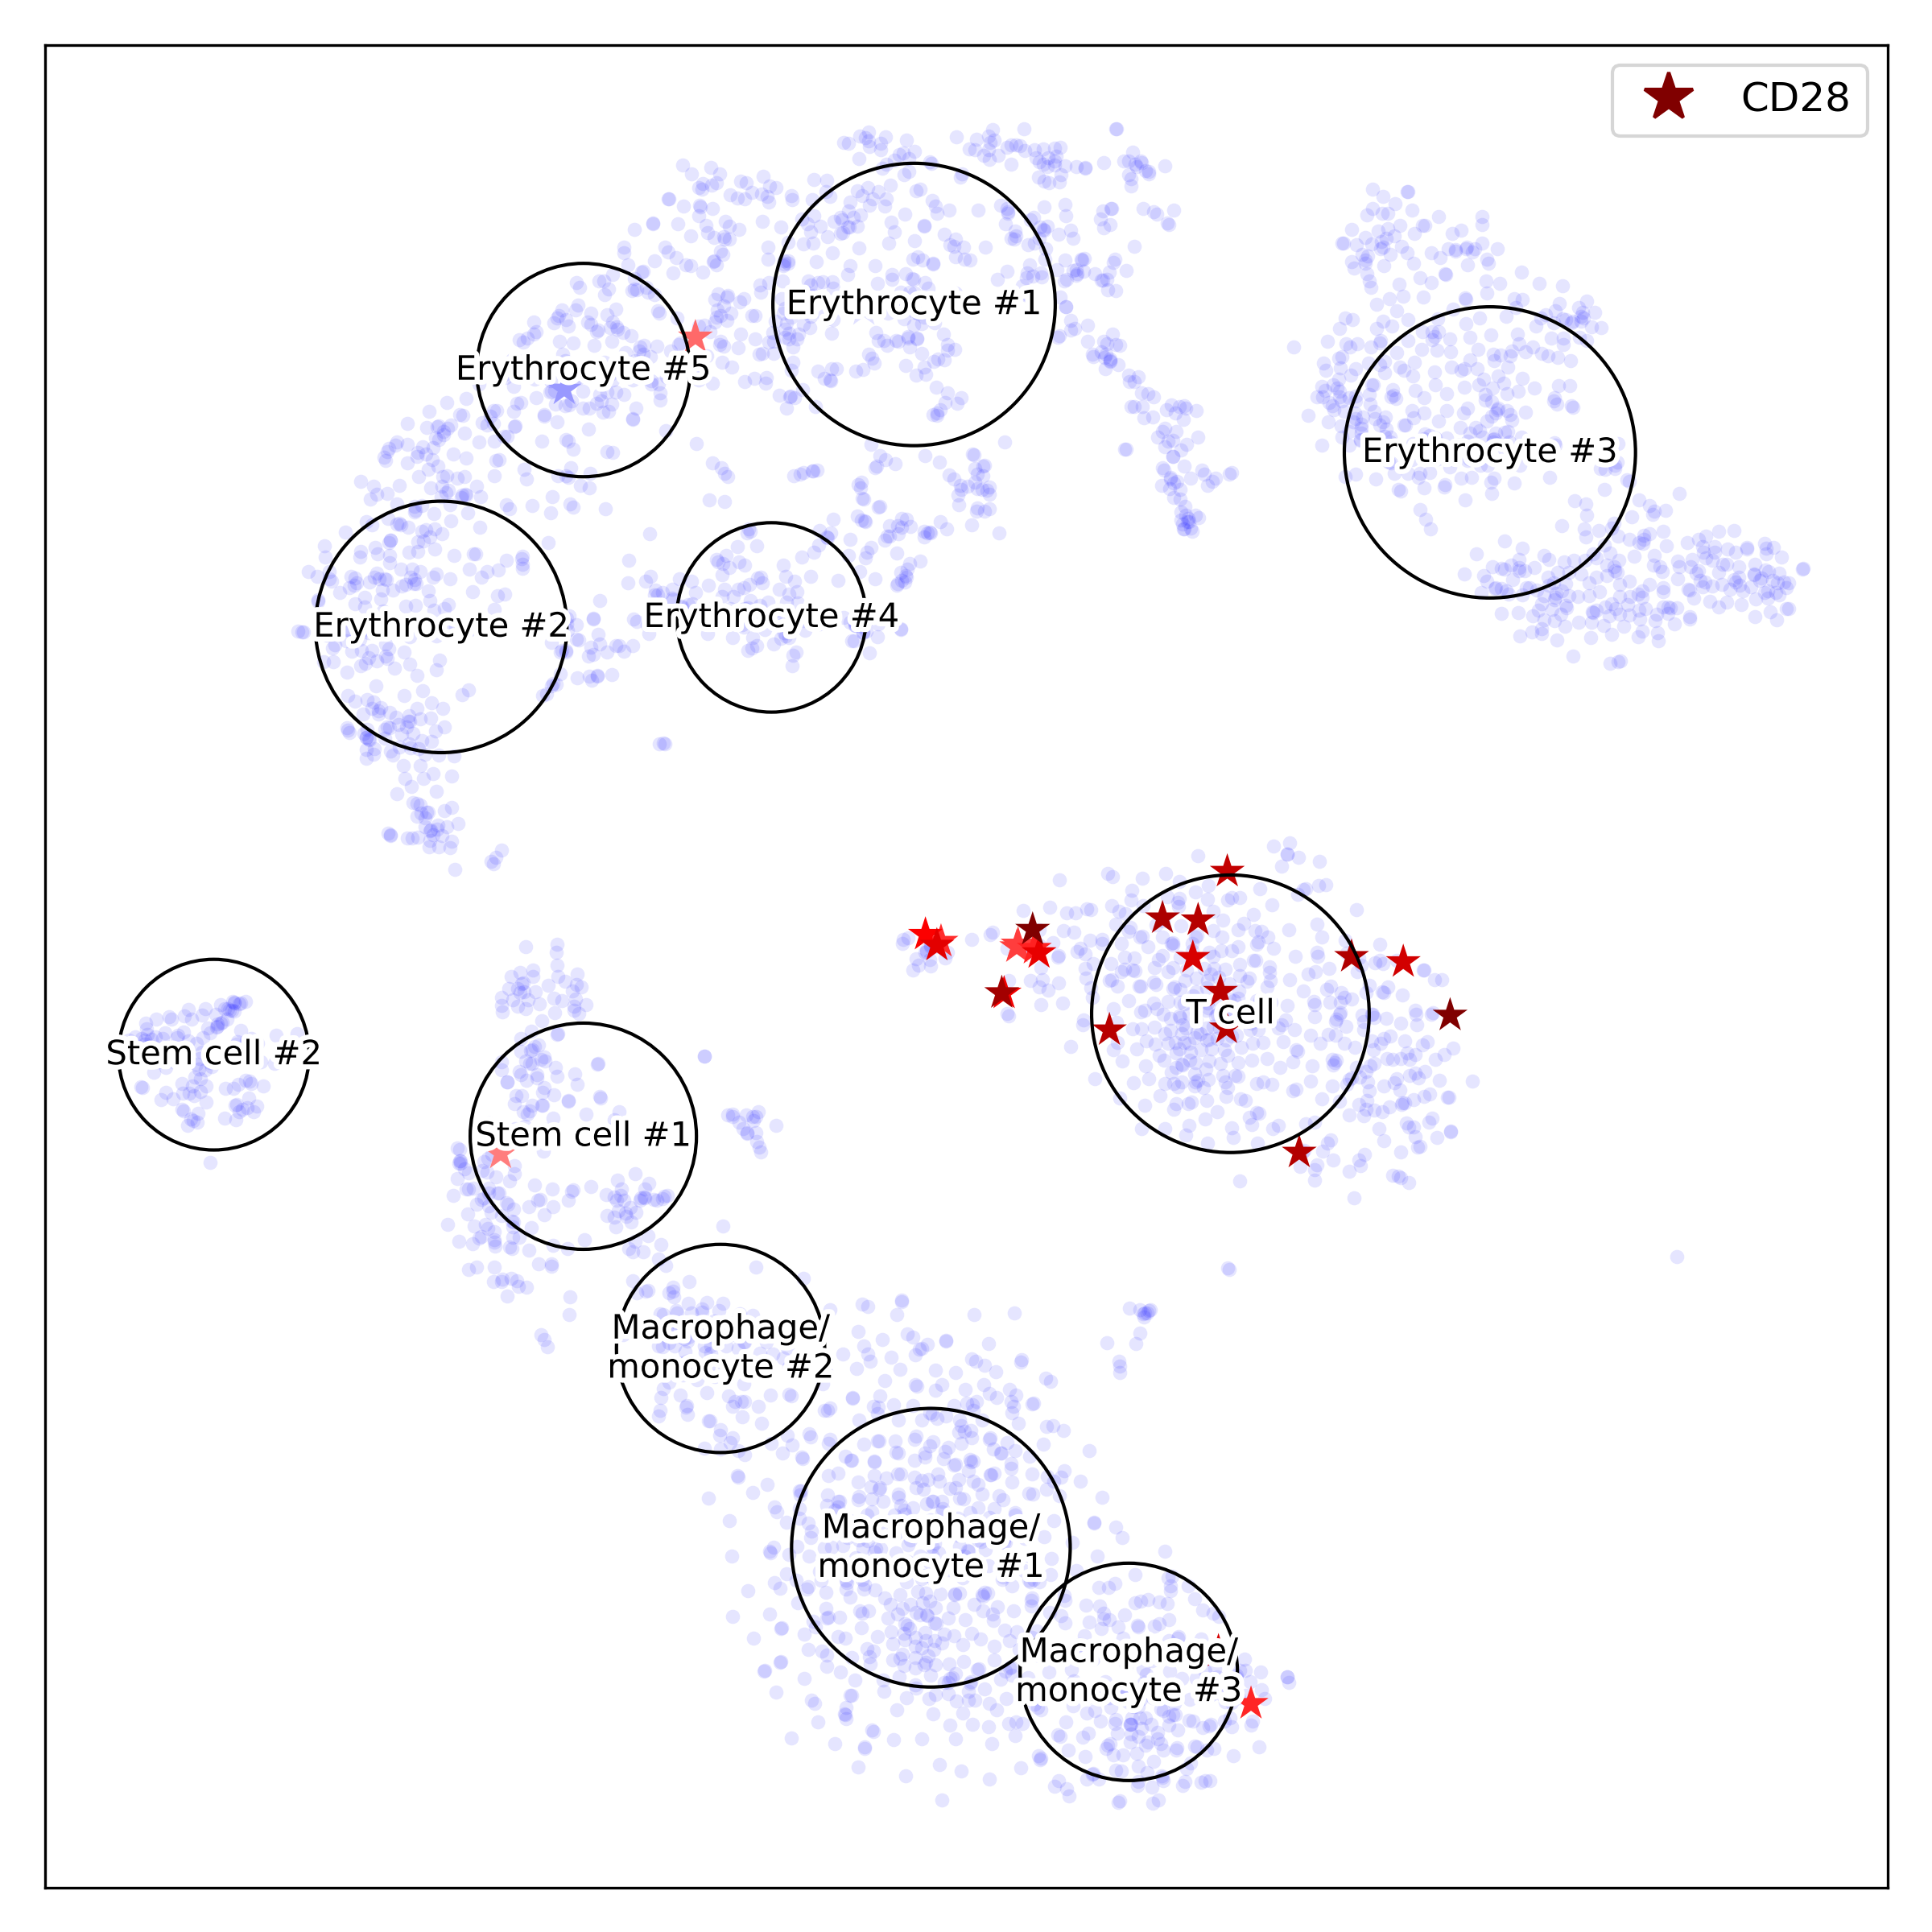 CD28
Erythrocyte #1
Erythrocyte #5
Erythrocyte #3
Erythrocyte #4
Erythrocyte #2
T cell
Stem cell #2
Stem cell #1
Macrophage/
monocyte #2
Macrophage/
monocyte #1
Macrophage/
monocyte #3